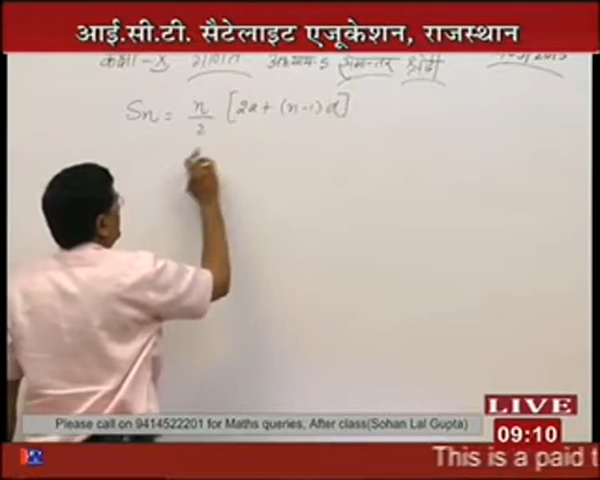 आई.सी.टी. सैटेलाइट एजूकेशन, राजस्थान
कक्षा-X गणित अध्याय-5 समान्तर श्रेढी
Sn = n/2 [2a + (n-1) d]
Please call on 9414522201 for Maths queries, After class(Sohan Lal Gupta)
LIVE
09:10
This is a paid